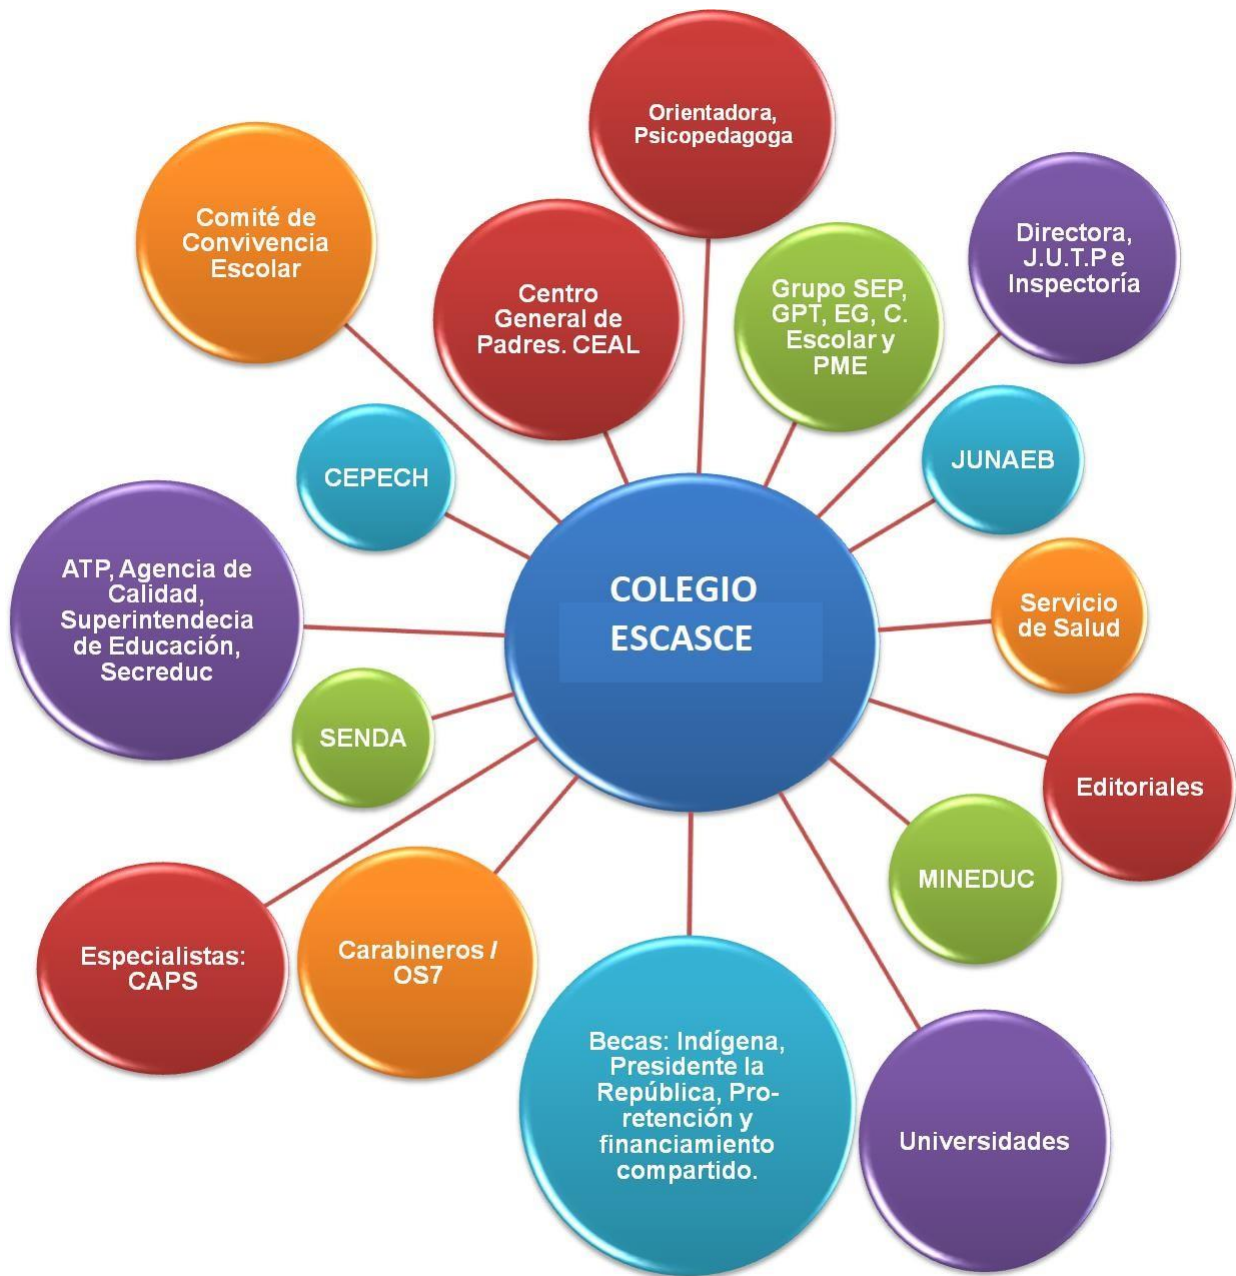 Orientadora,
Psicopedagoga
Comité de
Convivencia
Escolar
Centro
General de
Padres. CEAL
Grupo SEP,
GPT, EG, C.
Escolar y
PME
Directora,
J.U.T.P e
Inspectoría
CEPECH
JUNAEB
ATP, Agencia de
Calidad,
Superintendecia
de Educación,
Secreduc
COLEGIO
ESCASCE
Servicio
de Salud
SENDA
Editoriales
MINEDUC
Especialistas:
CAPS
Carabineros /
OS7
Becas: Indígena,
Presidente la
República, Pro-
retención y
financiamiento
compartido.
Universidades